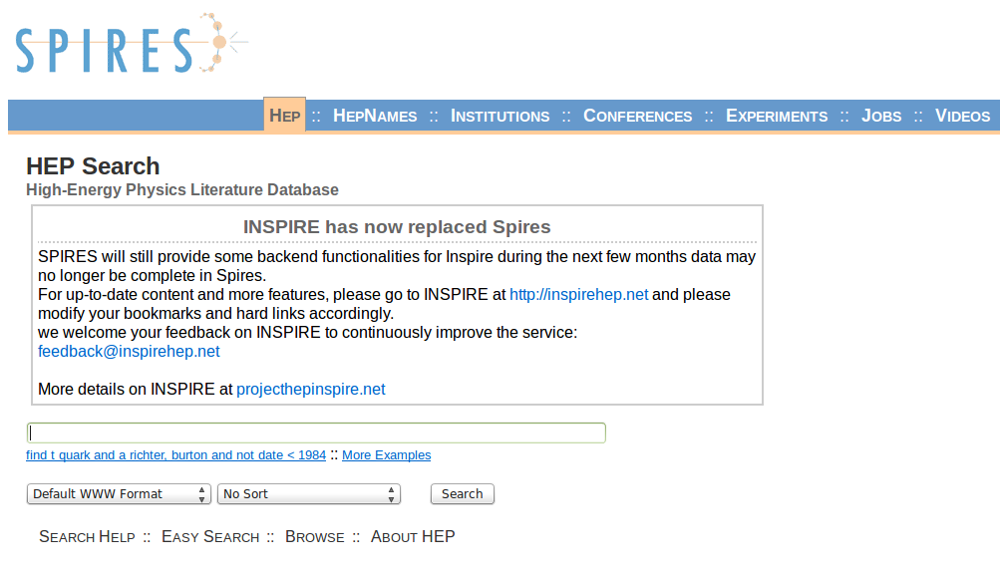 SPIRES
HEP :: HEPNAMES :: INSTITUTIONS :: CONFERENCES :: EXPERIMENTS :: JOBS :: VIDEOS
HEP Search
High-Energy Physics Literature Database
INSPIRE has now replaced Spires
SPIRES will still provide some backend functionalities for Inspire during the next few months data may
no longer be complete in Spires.
For up-to-date content and more features, please go to INSPIRE at http://inspirehep.net and please
modify your bookmarks and hard links accordingly.
we welcome your feedback on INSPIRE to continuously improve the service:
feedback@inspirehep.net
More details on INSPIRE at projecthepinspire.net
find t quark and a richter, burton and not date < 1984 :: More Examples
Default WWW Format No Sort Search
SEARCH HELP :: EASY SEARCH :: BROWSE :: ABOUT HEP